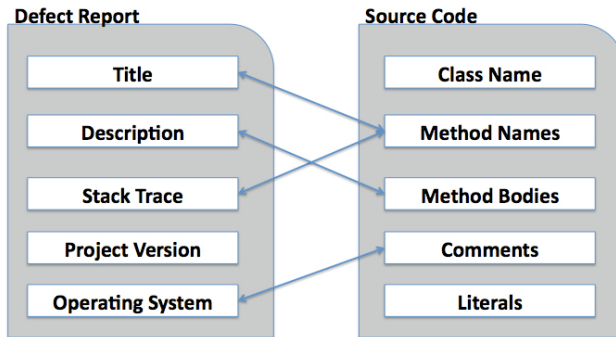 Defect Report
Title
Description
Stack Trace
Project Version
Operating System
Source Code
Class Name
Method Names
Method Bodies
Comments
Literals